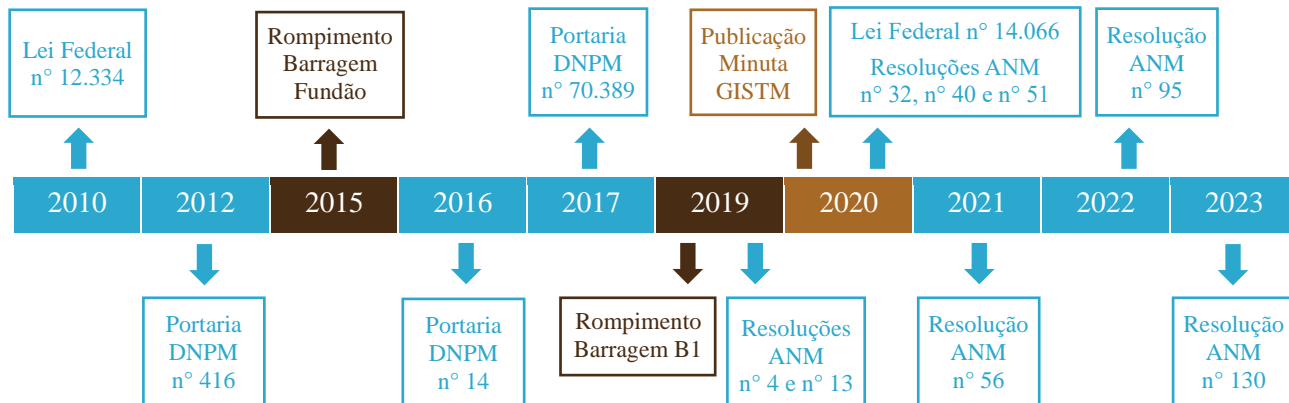 Lei Federal
n° 12.334
Rompimento
Barragem
Fundão
Portaria
DNPM
n° 70.389
Publicação
Minuta
GISTM
Lei Federal n° 14.066
Resoluções ANM
n° 32, n° 40 e n° 51
Resolução
ANM
n° 95
2010
2012
2015
2016
2017
2019
2020
2021
2022
2023
Portaria
DNPM
n° 416
Portaria
DNPM
n° 14
Rompimento
Barragem B1
Resoluções
ANM
n° 4 e n° 13
Resolução
ANM
n° 56
Resolução
ANM
n° 130